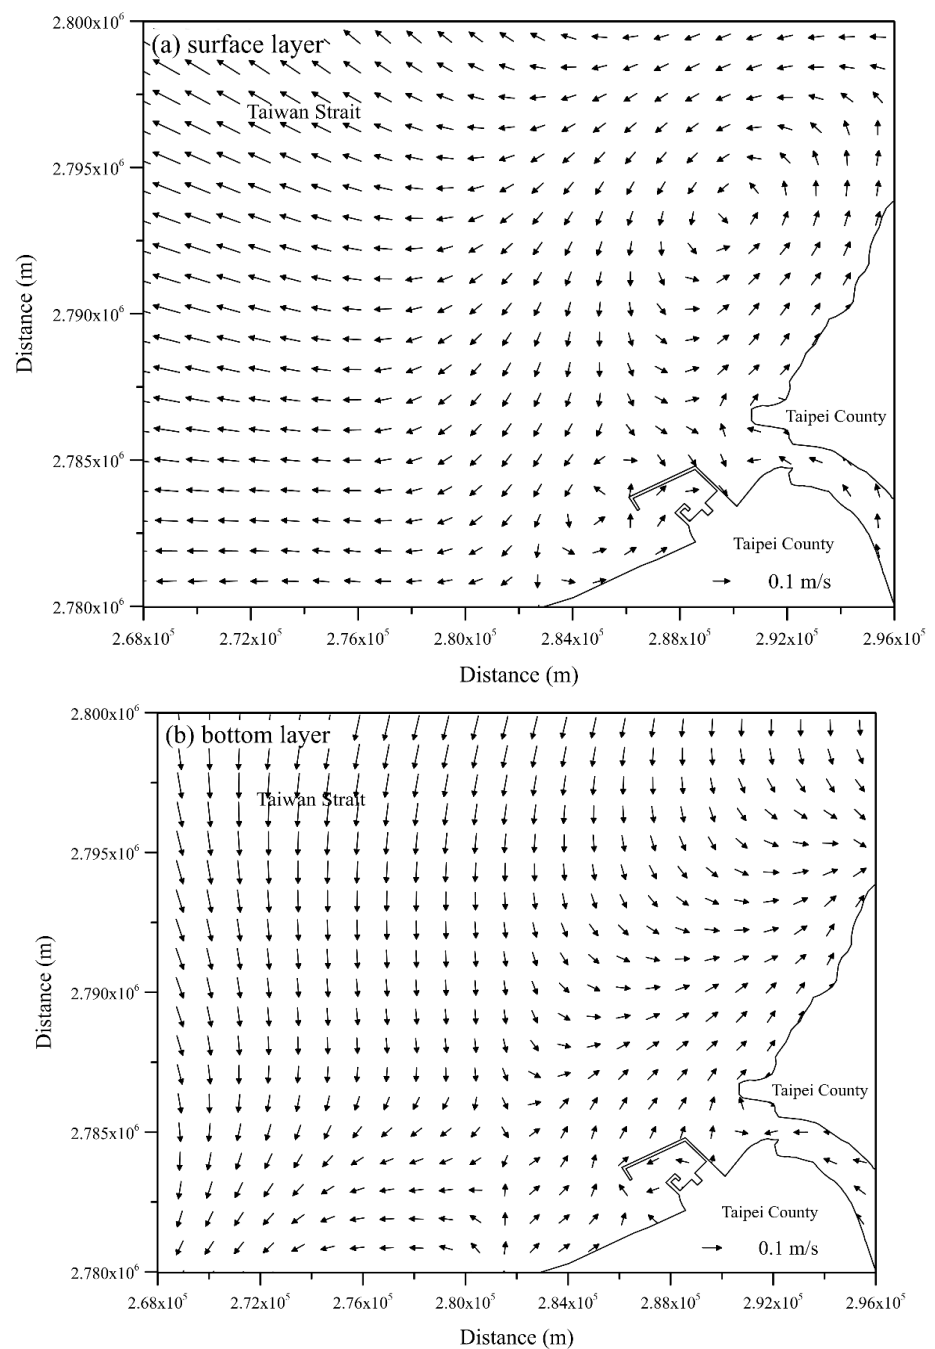 2.800x10⁶
(a) surface layer
Taiwan Strait
2.795x10⁶
2.790x10⁶
Distance (m)
Taipei County
2.785x10⁶
Taipei County
0.1 m/s
2.780x10⁶
2.68x10⁵ 2.72x10⁵ 2.76x10⁵ 2.80x10⁵ 2.84x10⁵ 2.88x10⁵ 2.92x10⁵ 2.96x10⁵
Distance (m)
2.800x10⁶
(b) bottom layer
Taiwan Strait
2.795x10⁶
2.790x10⁶
Distance (m)
Taipei County
2.785x10⁶
Taipei County
0.1 m/s
2.780x10⁶
2.68x10⁵ 2.72x10⁵ 2.76x10⁵ 2.80x10⁵ 2.84x10⁵ 2.88x10⁵ 2.92x10⁵ 2.96x10⁵
Distance (m)